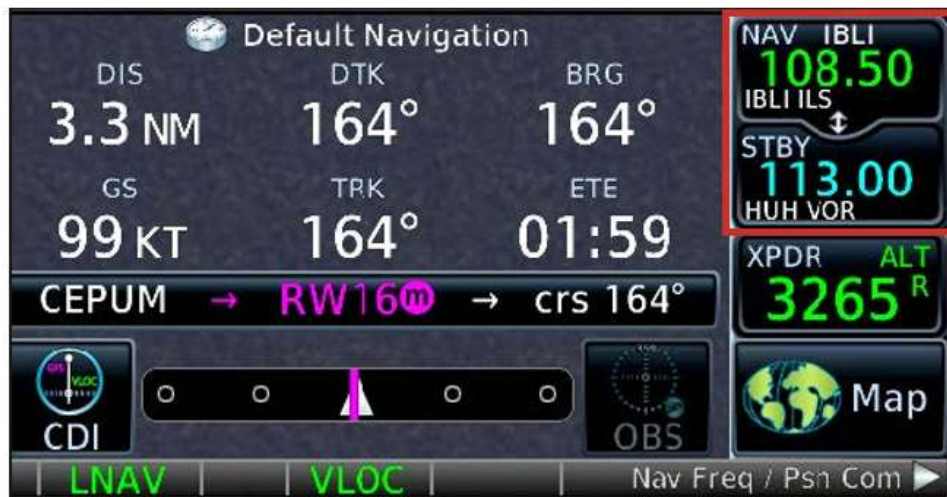 Default Navigation
DIS DTK BRG
3.3 NM 164° 164°
GS TRK ETE
99 KT 164° 01:59
CEPUM → RW16 m → crs 164°
GPS VLOC
CDI
OBS
LNAV VLOC Nav Freq / Psn Com
NAV IBLI
108.50
IBLI ILS
STBY
113.00
HUH VOR
XPDR ALT
3265 R
Map